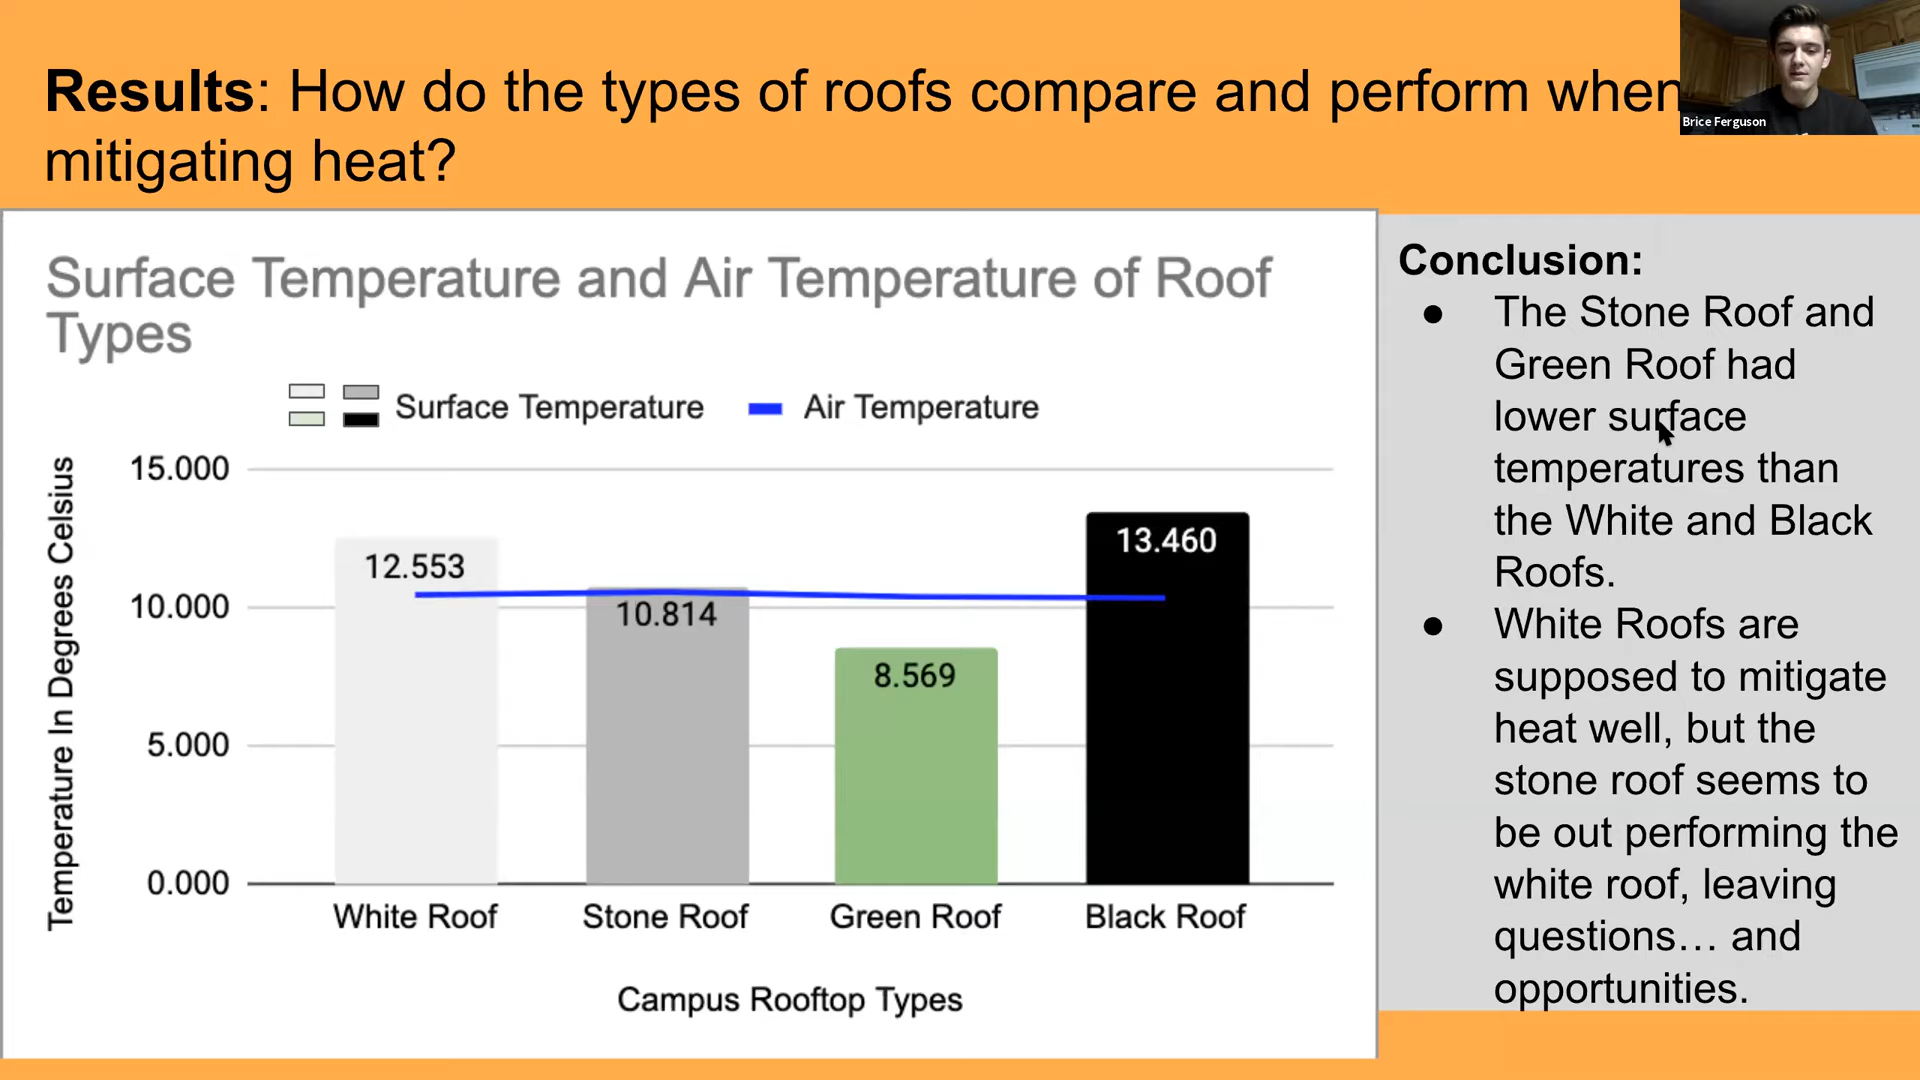 Results: How do the types of roofs compare and perform when
mitigating heat?
Brice Ferguson
Surface Temperature and Air Temperature of Roof
Types
Surface Temperature
Air Temperature
Temperature In Degrees Celsius
15.000
10.000
5.000
0.000
12.553
10.814
8.569
13.460
White Roof
Stone Roof
Green Roof
Black Roof
Campus Rooftop Types
Conclusion:
● The Stone Roof and
Green Roof had
lower surface
temperatures than
the White and Black
Roofs.
● White Roofs are
supposed to mitigate
heat well, but the
stone roof seems to
be out performing the
white roof, leaving
questions… and
opportunities.